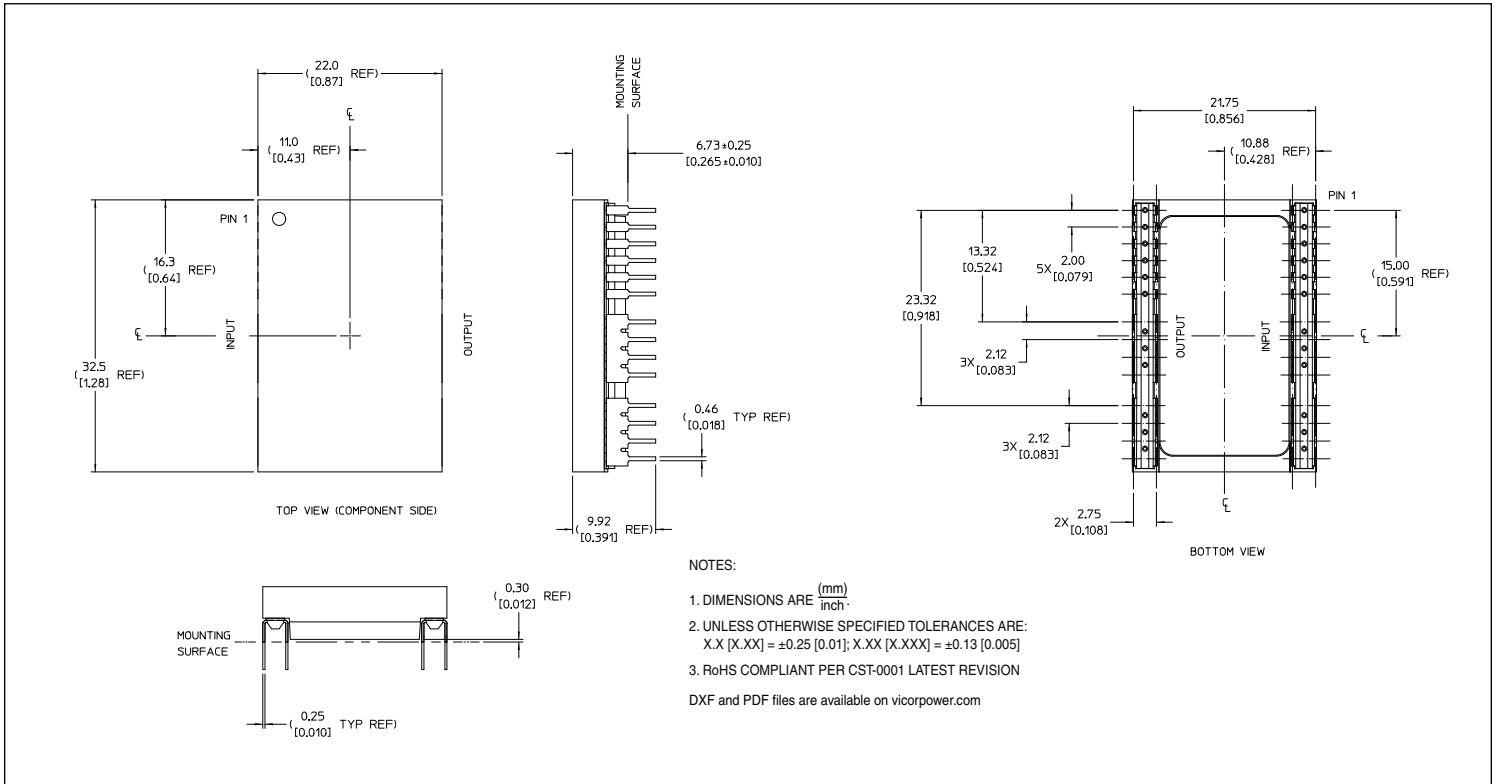 22.0
( REF)
[0.87]
℄
11.0
( REF)
[0.43]
PIN 1
16.3
( REF)
[0.64]
℄
INPUT
OUTPUT
32.5
( REF)
[1.28]
TOP VIEW (COMPONENT SIDE)
MOUNTING
SURFACE
6.73±0.25
[0.265±0.010]
0.46
( TYP REF)
[0.018]
9.92
( REF)
[0.391]
21.75
[0.856]
10.88
( REF)
[0.428]
PIN 1
13.32
[0.524]
5X 2.00
[0.079]
15.00
( REF)
[0.591]
23.32
[0.918]
OUTPUT
INPUT
℄
3X 2.12
[0.083]
3X 2.12
[0.083]
2X 2.75
[0.108]
℄
BOTTOM VIEW
0.30
( REF)
[0.012]
MOUNTING
SURFACE
0.25
( TYP REF)
[0.010]
NOTES:
1. DIMENSIONS ARE (mm)/inch.
2. UNLESS OTHERWISE SPECIFIED TOLERANCES ARE:
X.X [X.XX] = ±0.25 [0.01]; X.XX [X.XXX] = ±0.13 [0.005]
3. RoHS COMPLIANT PER CST-0001 LATEST REVISION
DXF and PDF files are available on vicorpower.com